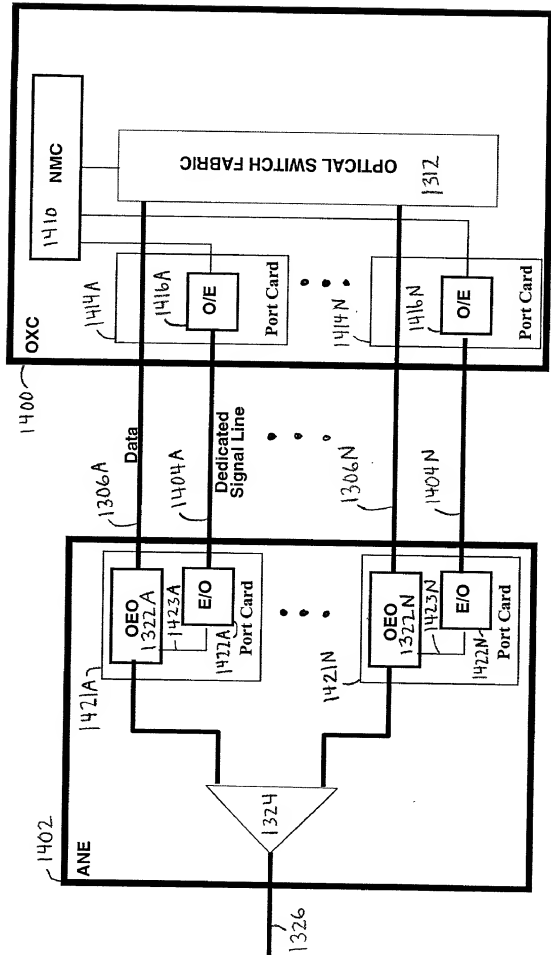 1400
OXC
1410
NMC
OPTICAL SWITCH FABRIC
1312
1414A
1416A
O/E
Port Card
1414N
1416N
O/E
Port Card
1306A
Data
1404A
Dedicated
Signal Line
1306N
1404N
1402
ANE
1421A
OEO
1322A
1423A
E/O
1422A
Port Card
1421N
OEO
1322N
1423N
E/O
1422N
Port Card
1324
1326